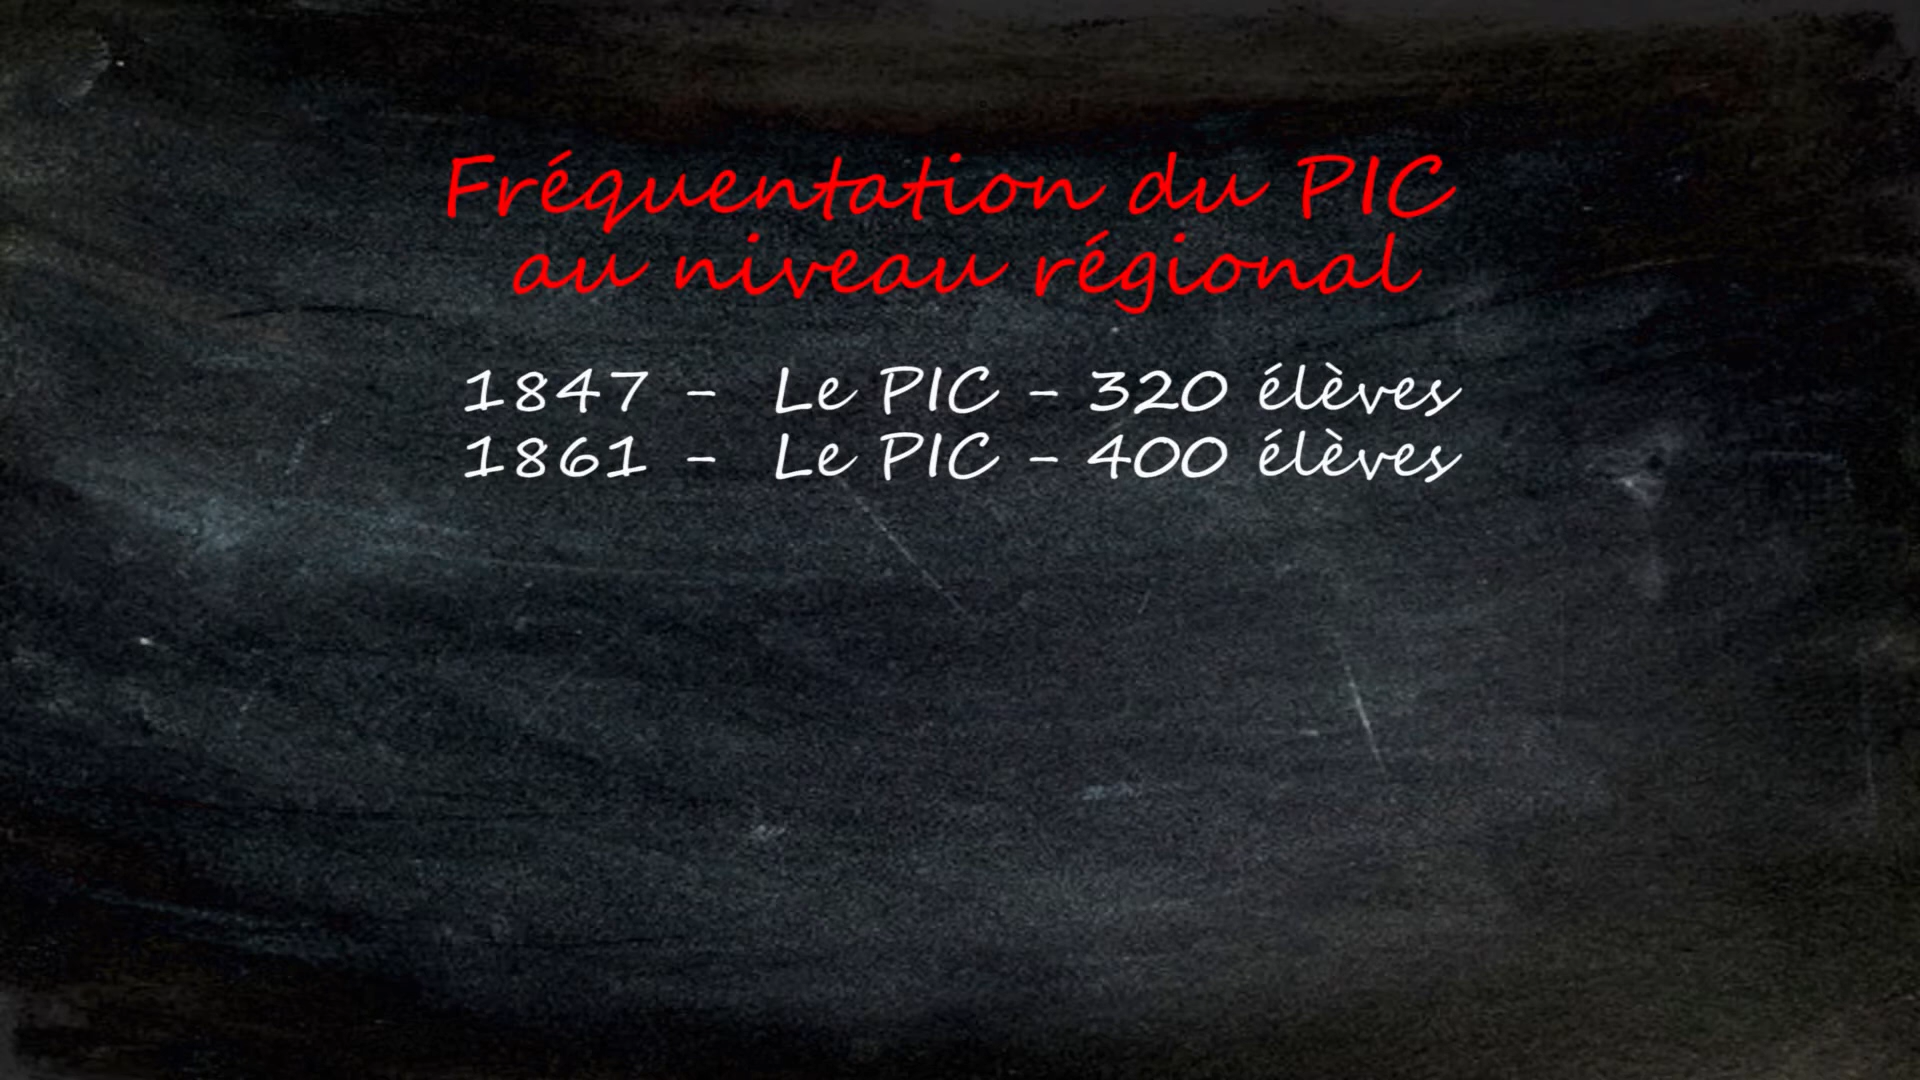 Fréquentation du PIC
au niveau régional
1847 - Le PIC - 320 élèves
1861 - Le PIC - 400 élèves